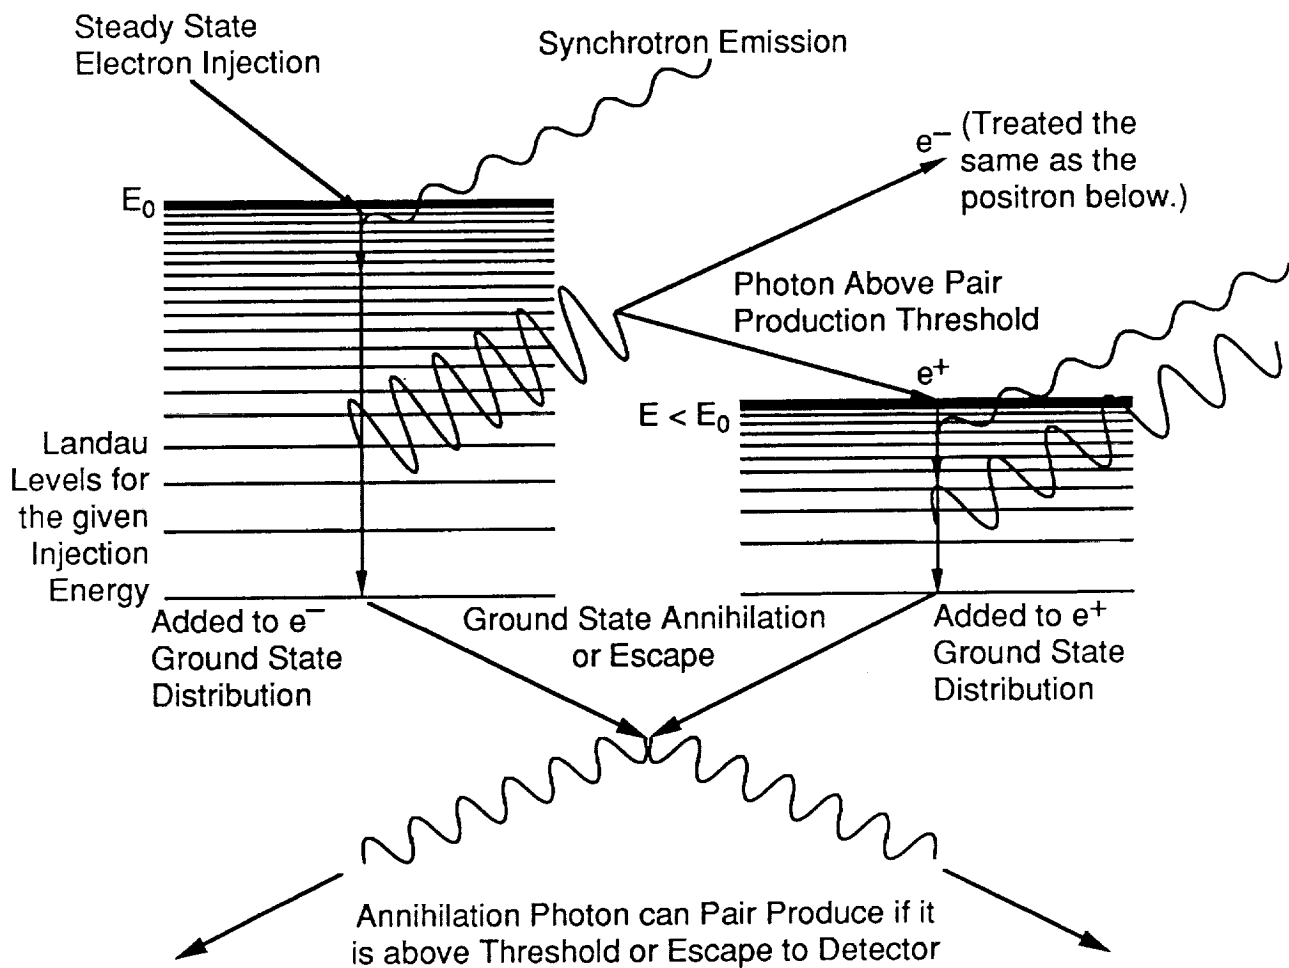 Steady State
Electron Injection
Synchrotron Emission
e⁻ (Treated the
same as the
positron below.)
E₀
Photon Above Pair
Production Threshold
e⁺
E < E₀
Landau
Levels for
the given
Injection
Energy
Added to e⁻
Ground State
Distribution
Ground State Annihilation
or Escape
Added to e⁺
Ground State
Distribution
Annihilation Photon can Pair Produce if it
is above Threshold or Escape to Detector